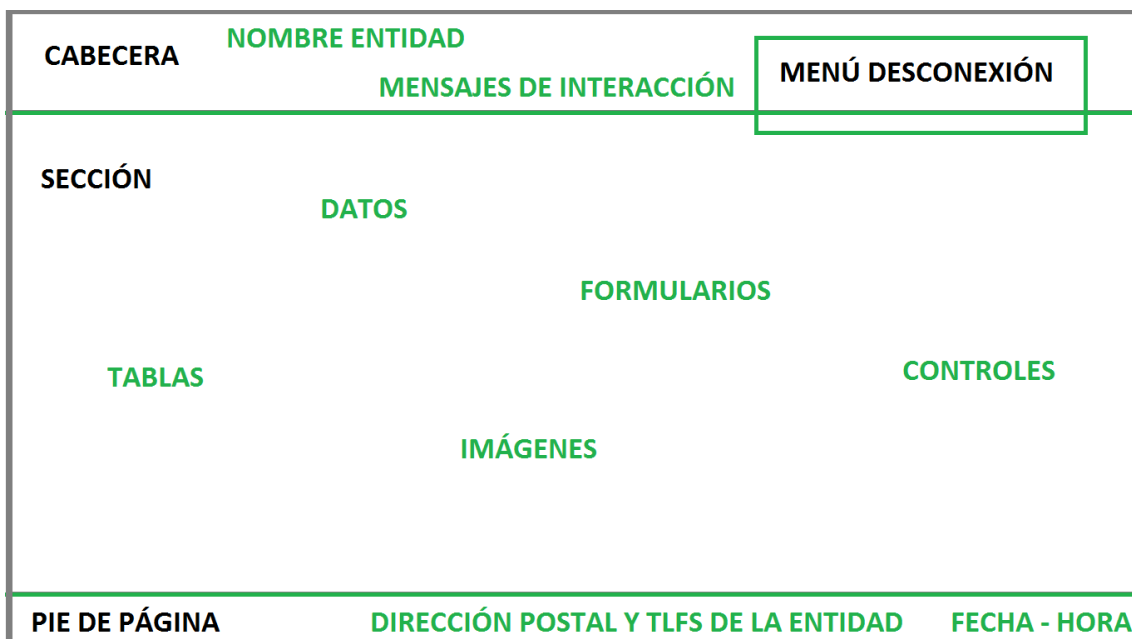 CABECERA
NOMBRE ENTIDAD
MENSAJES DE INTERACCIÓN
MENÚ DESCONEXIÓN
SECCIÓN
DATOS
FORMULARIOS
TABLAS
CONTROLES
IMÁGENES
PIE DE PÁGINA
DIRECCIÓN POSTAL Y TLFS DE LA ENTIDAD
FECHA - HORA